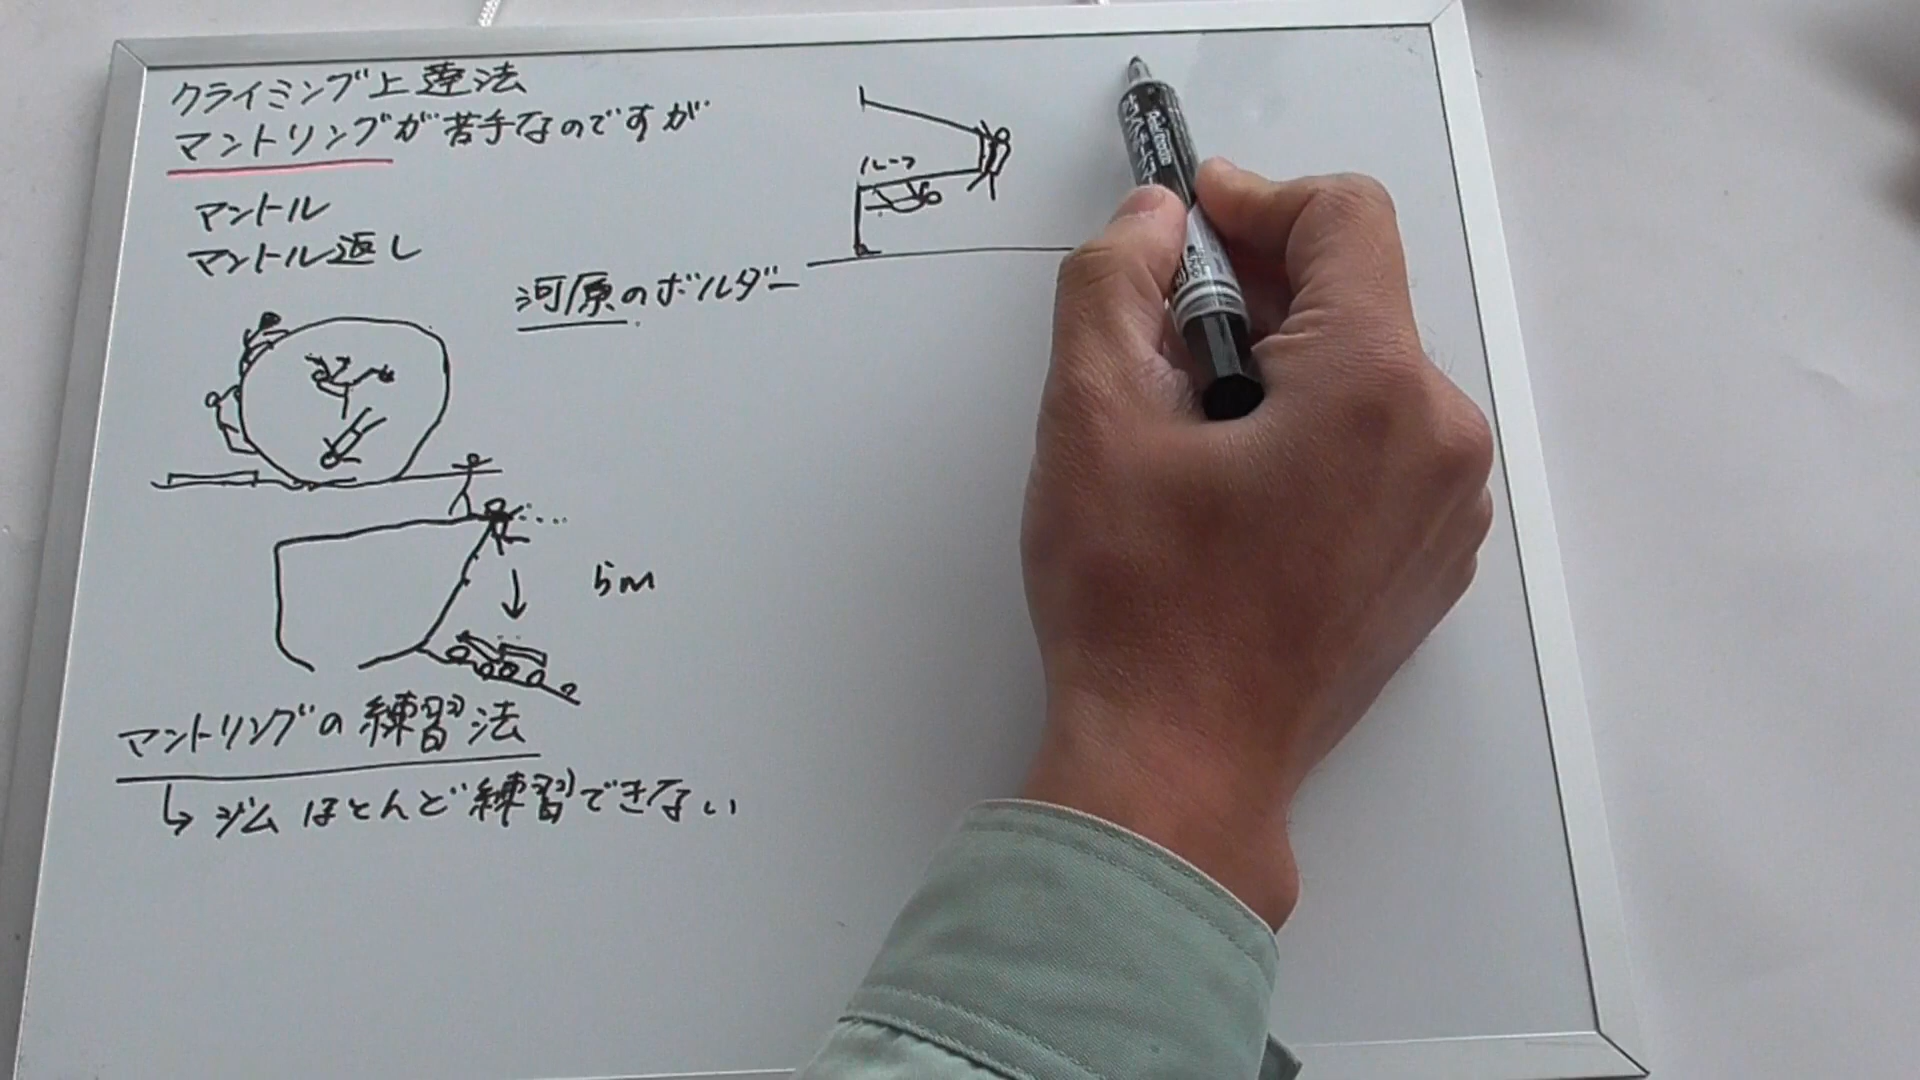 クライミング上達法
マントリングが苦手なのですが
マントル
マントル返し
ルーフ
河原のボルダー
5m
マントリングの練習法
↳ ジム ほとんど練習できない